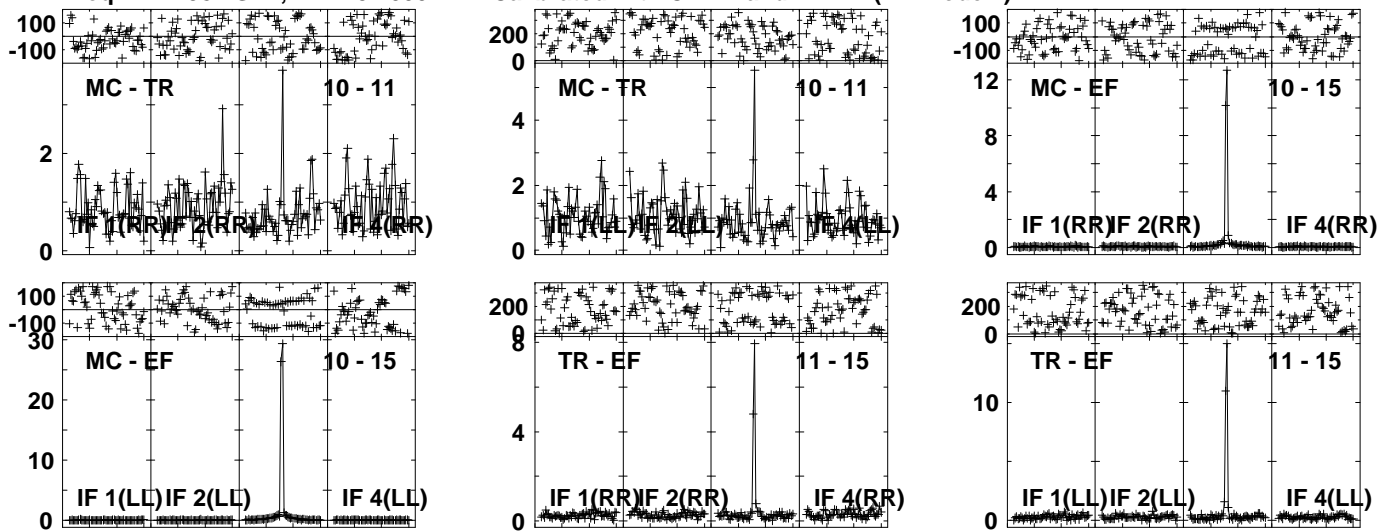 100
-100
MC - TR 10 - 11
2
0
IF 1(RR) IF 2(RR) IF 4(RR)
200
0
MC - TR 10 - 11
4
2
0
IF 1(LL) IF 2(LL) IF 4(LL)
100
-100
12
MC - EF 10 - 15
8
4
0
IF 1(RR) IF 2(RR) IF 4(RR)
100
-100
30
MC - EF 10 - 15
20
10
0
IF 1(LL) IF 2(LL) IF 4(LL)
200
0
8
TR - EF 11 - 15
4
0
IF 1(RR) IF 2(RR) IF 4(RR)
200
0
TR - EF 11 - 15
10
0
IF 1(LL) IF 2(LL) IF 4(LL)